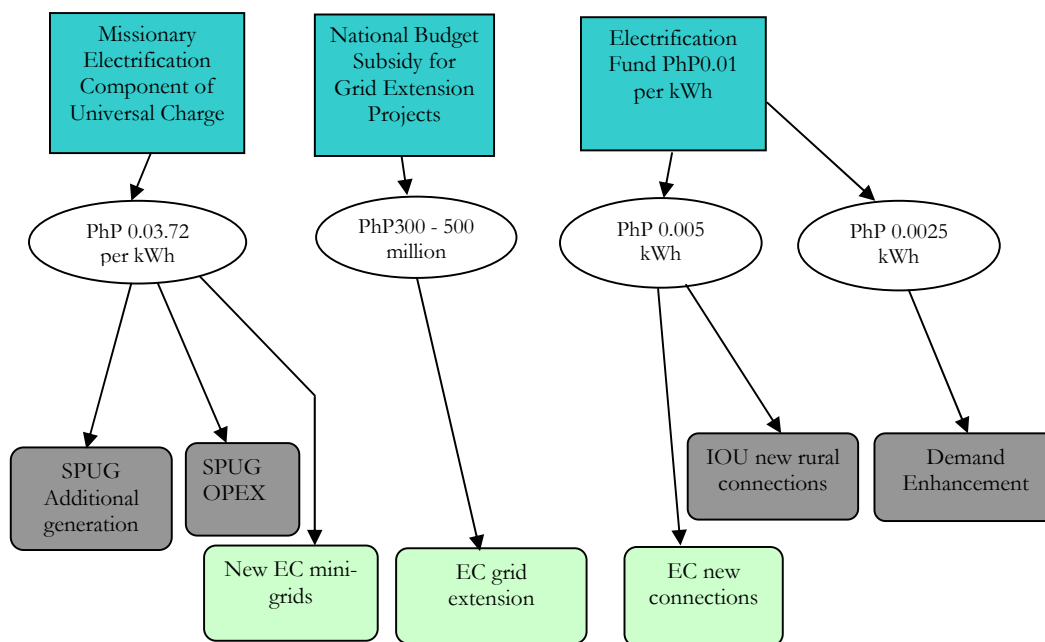 Missionary
Electrification
Component of
Universal Charge
National Budget
Subsidy for
Grid Extension
Projects
Electrification
Fund PhP0.01
per kWh
PhP 0.03.72
per kWh
PhP300 - 500
million
PhP 0.005
kWh
PhP 0.0025
kWh
SPUG
Additional
generation
SPUG
OPEX
IOU new rural
connections
Demand
Enhancement
New EC mini-
grids
EC grid
extension
EC new
connections